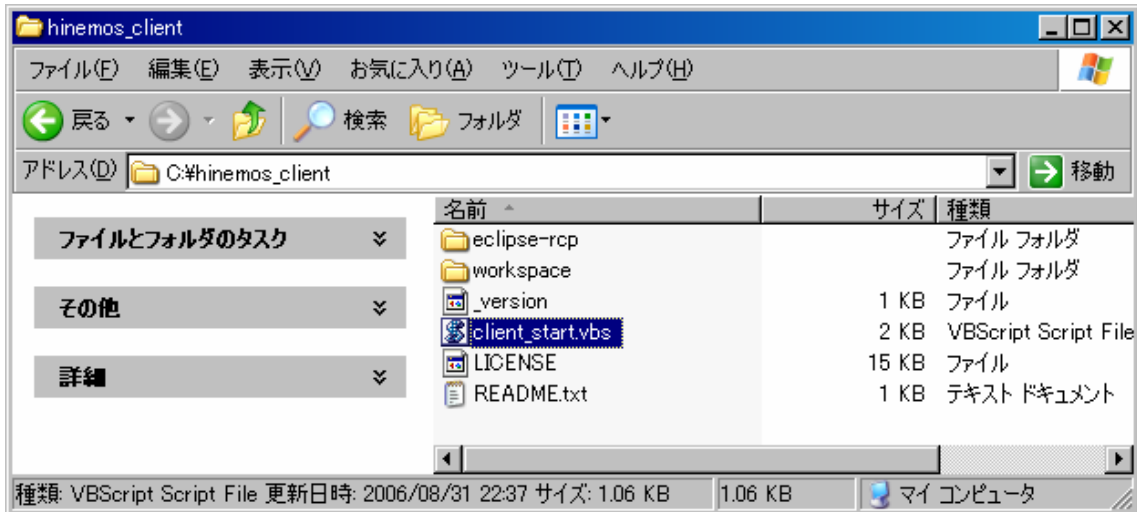 hinemos_client
ファイル(F) 編集(E) 表示(V) お気に入り(A) ツール(T) ヘルプ(H)
戻る 検索 フォルダ
アドレス(D) C:¥hinemos_client 移動
名前 サイズ 種類
ファイルとフォルダのタスク
その他
詳細
eclipse-rcp ファイル フォルダ
workspace ファイル フォルダ
_version 1 KB ファイル
client_start.vbs 2 KB VBScript Script File
LICENSE 15 KB ファイル
README.txt 1 KB テキスト ドキュメント
種類: VBScript Script File 更新日時: 2006/08/31 22:37 サイズ: 1.06 KB 1.06 KB マイ コンピュータ